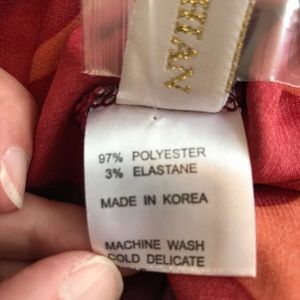 97% POLYESTER
3% ELASTANE
MADE IN KOREA
MACHINE WASH
COLD DELICATE